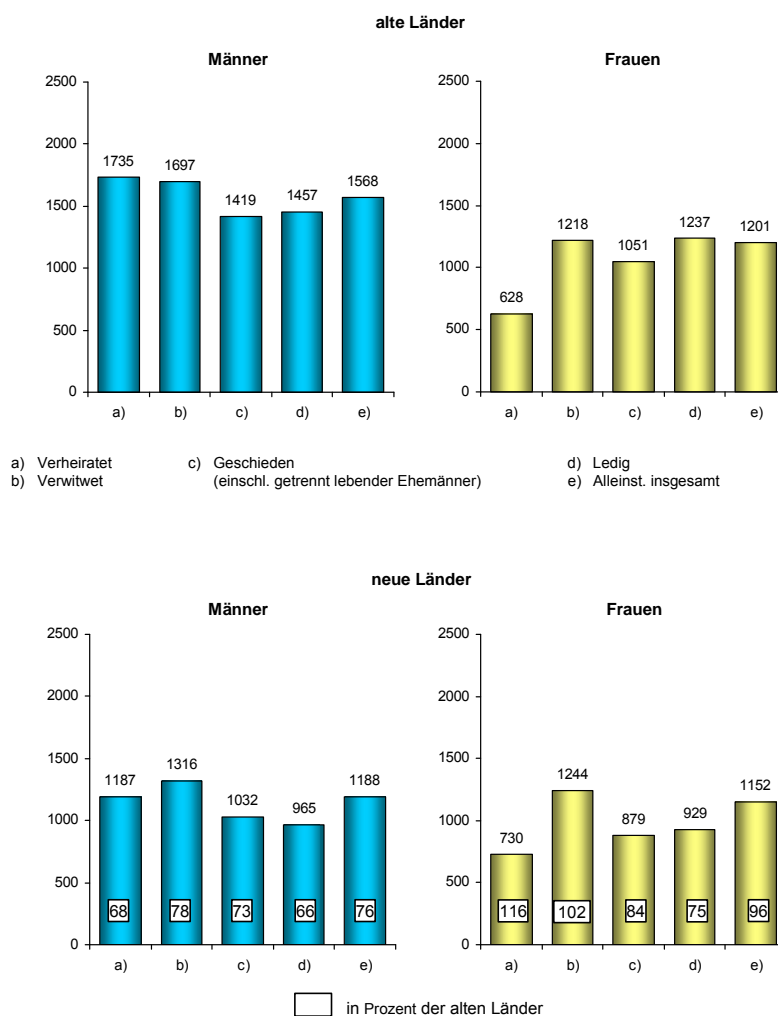 alte Länder
Männer
Frauen
2500
2000
1500
1000
500
0
1735
1697
1419
1457
1568
a)
b)
c)
d)
e)
2500
2000
1500
1000
500
0
628
1218
1051
1237
1201
a)
b)
c)
d)
e)
a) Verheiratet
b) Verwitwet
c) Geschieden
(einschl. getrennt lebender Ehemänner)
d) Ledig
e) Alleinst. insgesamt
neue Länder
Männer
Frauen
2500
2000
1500
1000
500
0
1187
1316
1032
965
1188
68
78
73
66
76
a)
b)
c)
d)
e)
2500
2000
1500
1000
500
0
730
1244
879
929
1152
116
102
84
75
96
a)
b)
c)
d)
e)
in Prozent der alten Länder